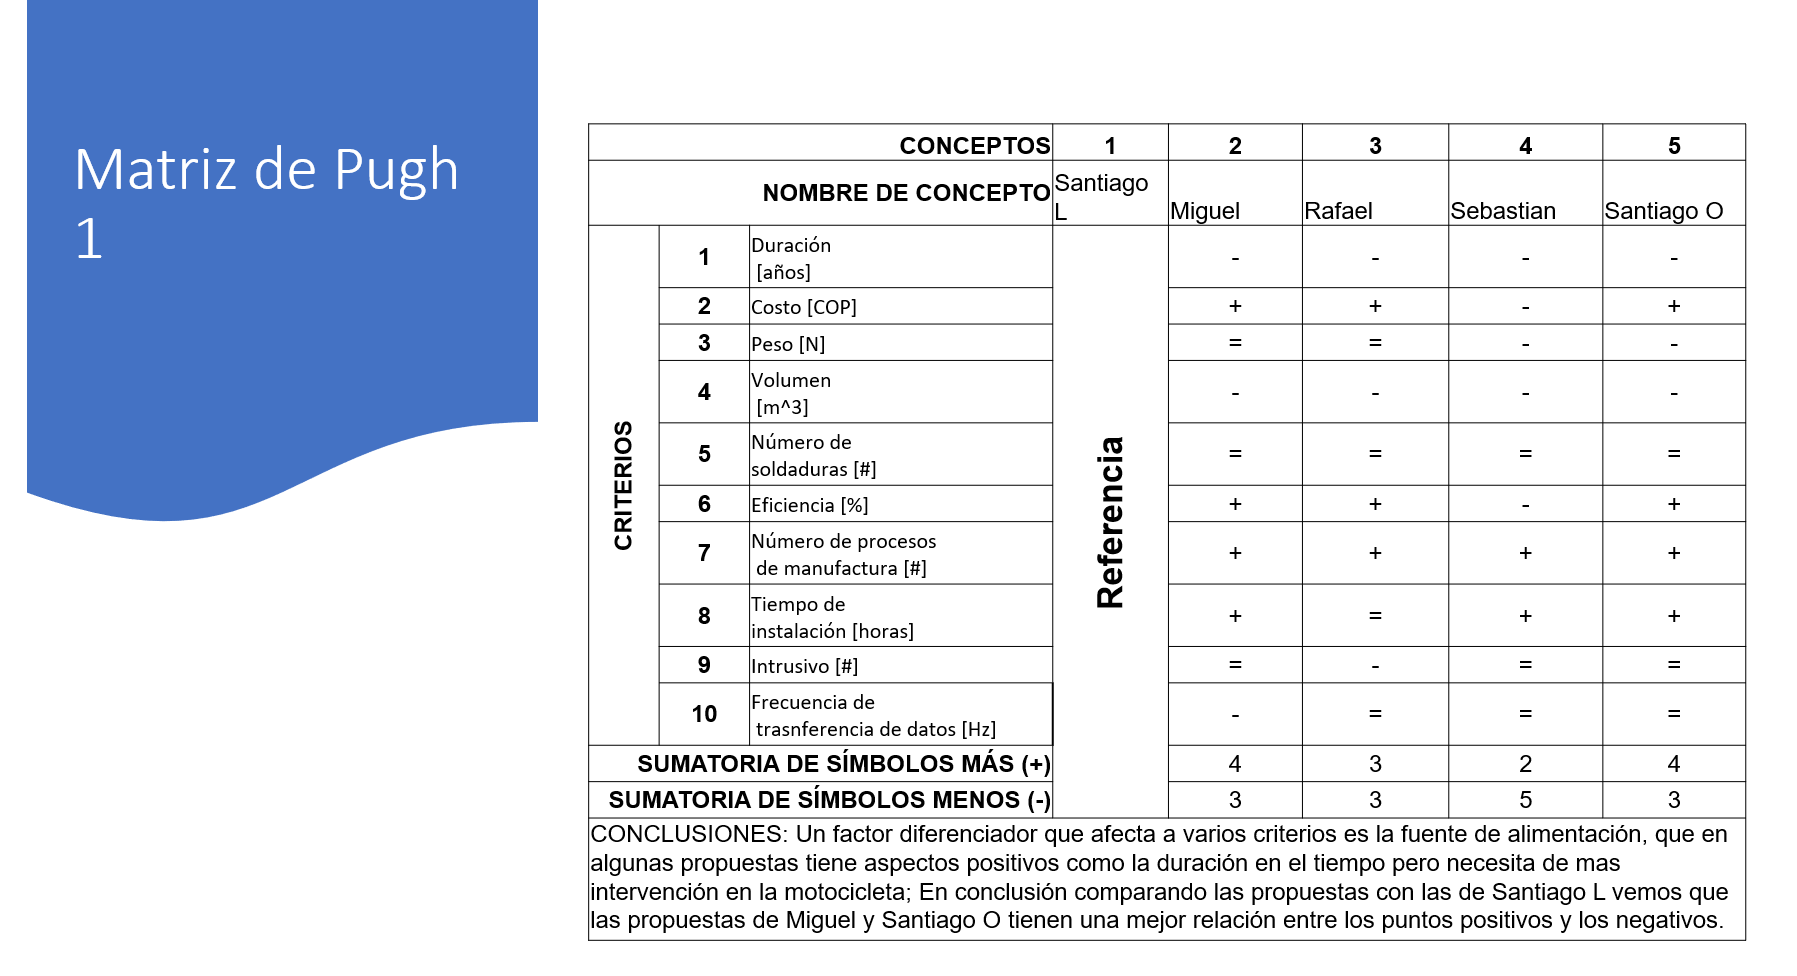 Matriz de Pugh
1
CONCEPTOS 1 2 3 4 5
NOMBRE DE CONCEPTO Santiago L Miguel Rafael Sebastian Santiago O
CRITERIOS
Referencia
1 Duración [años] - - - -
2 Costo [COP] + + - +
3 Peso [N] = = - -
4 Volumen [m^3] - - - -
5 Número de soldaduras [#] = = = =
6 Eficiencia [%] + + - +
7 Número de procesos de manufactura [#] + + + +
8 Tiempo de instalación [horas] + = + +
9 Intrusivo [#] = - = =
10 Frecuencia de trasnferencia de datos [Hz] - = = =
SUMATORIA DE SÍMBOLOS MÁS (+) 4 3 2 4
SUMATORIA DE SÍMBOLOS MENOS (-) 3 3 5 3
CONCLUSIONES: Un factor diferenciador que afecta a varios criterios es la fuente de alimentación, que en
algunas propuestas tiene aspectos positivos como la duración en el tiempo pero necesita de mas
intervención en la motocicleta; En conclusión comparando las propuestas con las de Santiago L vemos que
las propuestas de Miguel y Santiago O tienen una mejor relación entre los puntos positivos y los negativos.